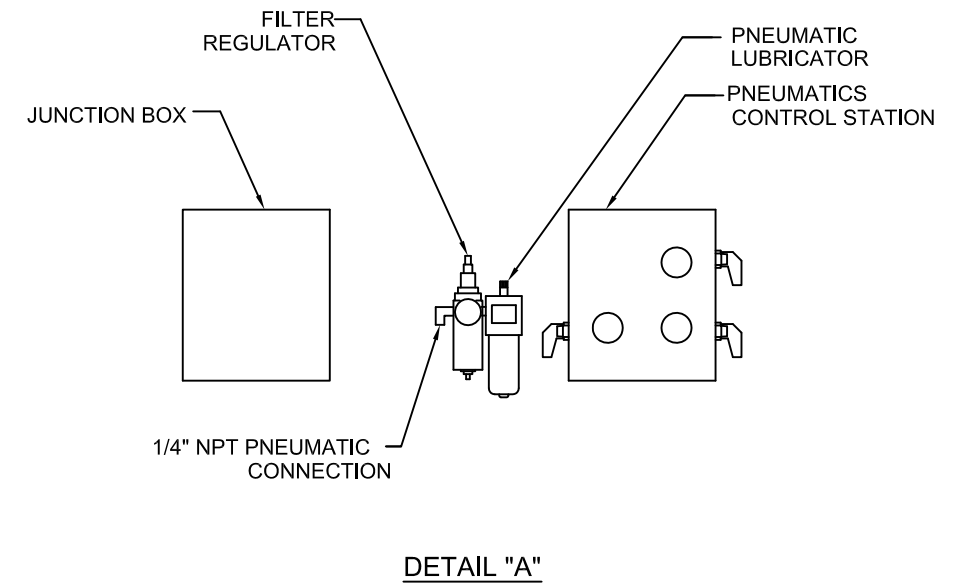 FILTER
REGULATOR
PNEUMATIC
LUBRICATOR
JUNCTION BOX
PNEUMATICS
CONTROL STATION
1/4" NPT PNEUMATIC
CONNECTION
DETAIL "A"